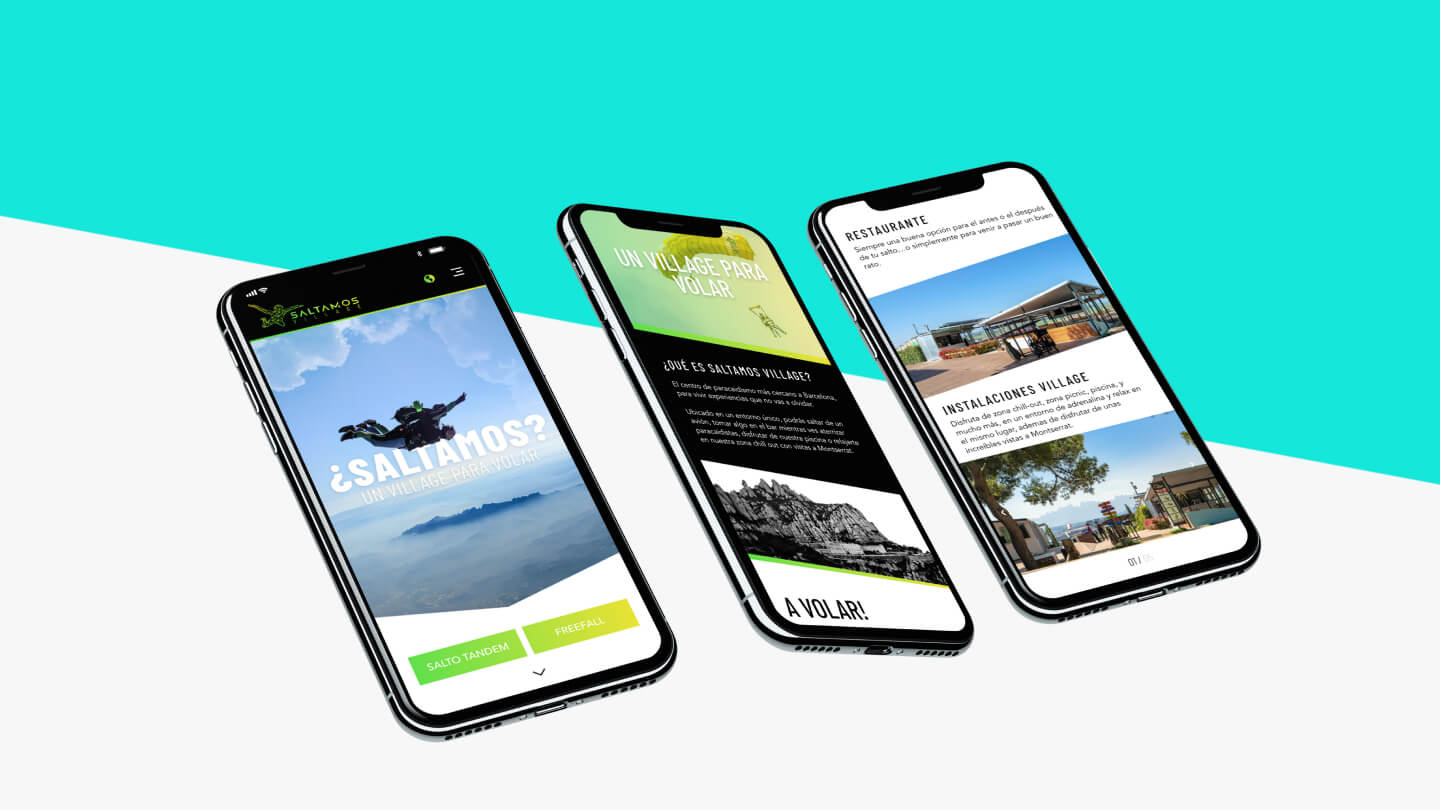 SALTAMOS
VILLAGE
¿SALTAMOS?
UN VILLAGE PARA VOLAR
SALTO TANDEM
FREEFALL
UN VILLAGE PARA
VOLAR
¿QUÉ ES SALTAMOS VILLAGE?
El centro de paracaidismo más cercano a Barcelona,
para vivir experiencias que no vas a olvidar.
Ubicado en un entorno único, podrás saltar de un
avión, tomar algo en el bar mientras ves aterrizar
paracaidistas, disfrutar de nuestra piscina o relajarte
en nuestra zona chill out con vistas a Montserrat.
A VOLAR!
RESTAURANTE
Siempre una buena opción para el antes o el después
de tu salto...o simplemente para venir a pasar un buen
rato.
INSTALACIONES VILLAGE
Disfruta de zona chill-out, zona picnic, piscina, y
mucho más, en un entorno de adrenalina y relax en
el mismo lugar, ademas de disfrutar de unas
increíbles vistas a Montserrat.
01 / 05